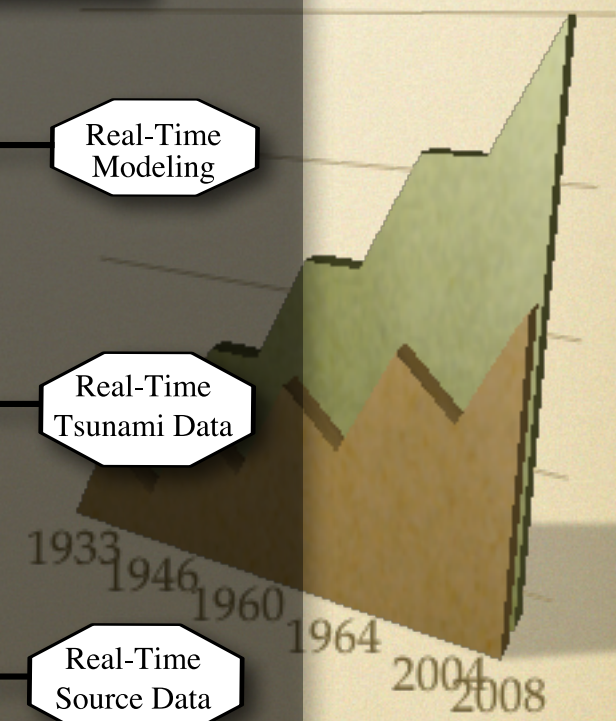 Real-Time
Modeling
Real-Time
Tsunami Data
1933
1946
1960
1964
2004
2008
Real-Time
Source Data